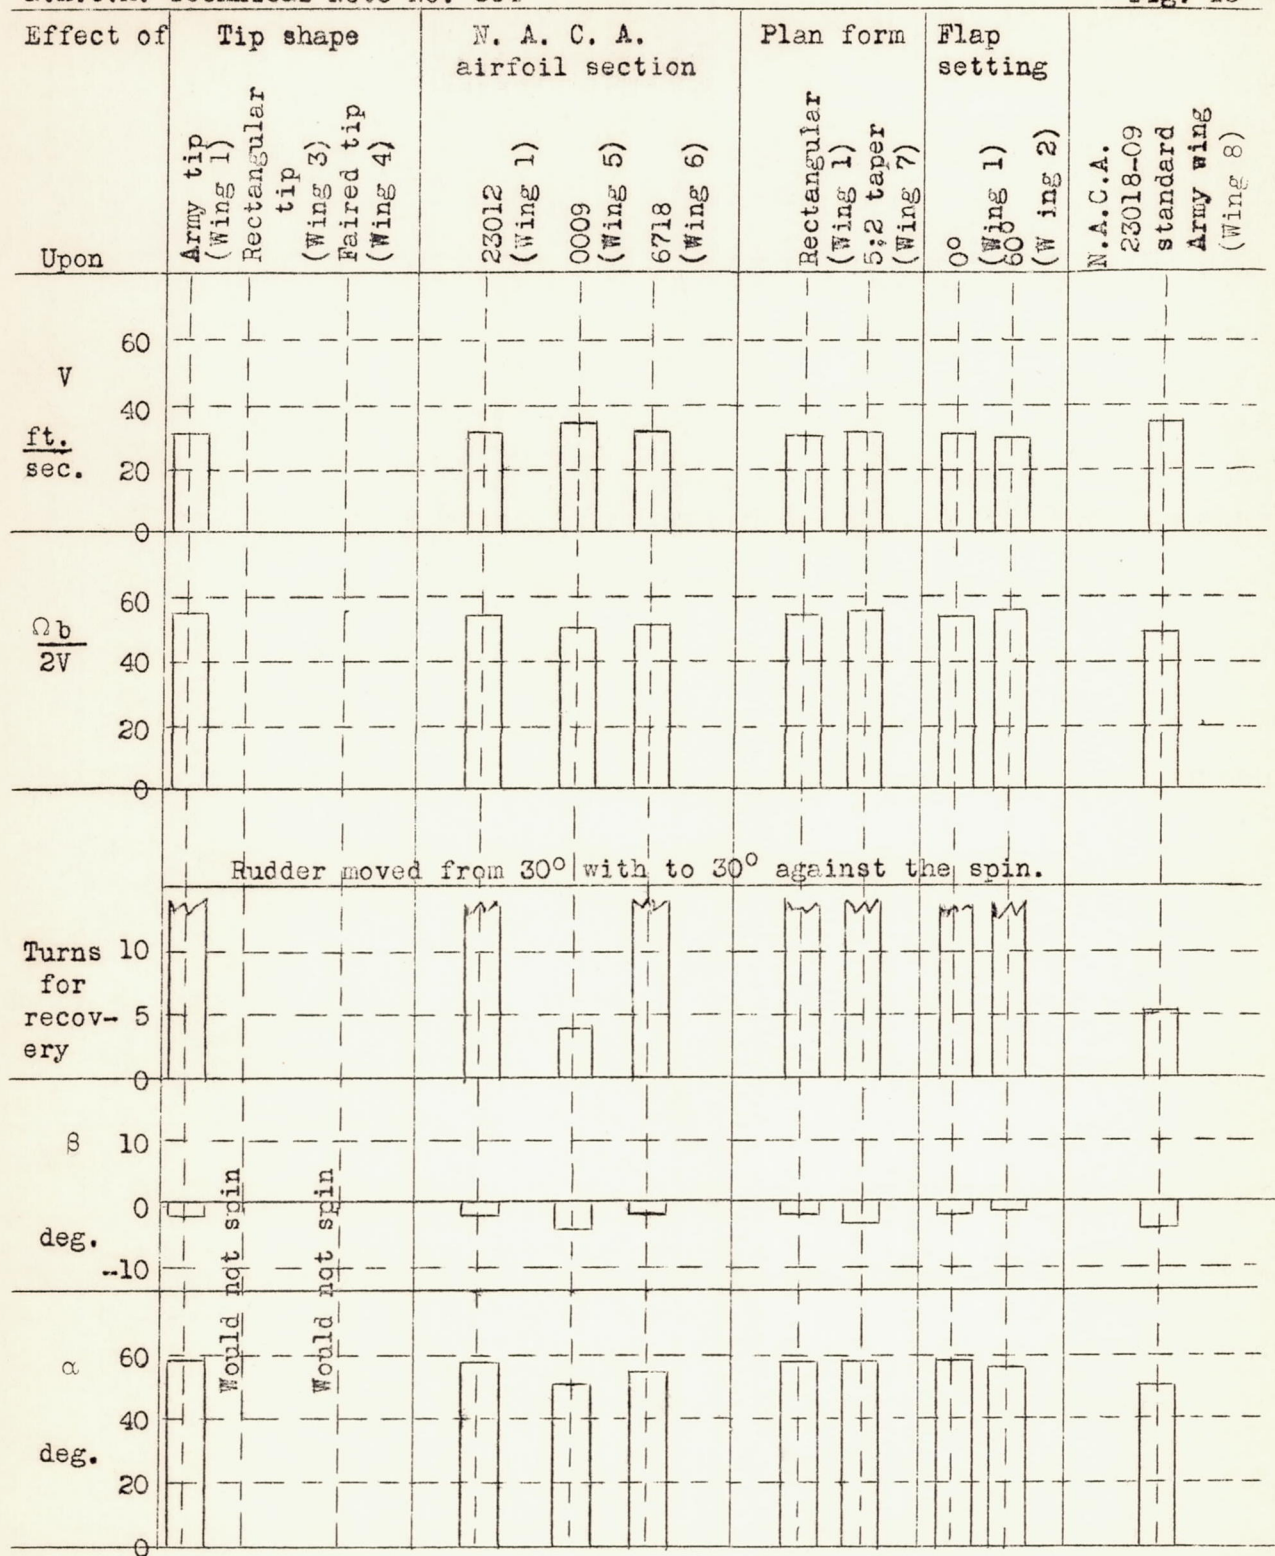 Effect of
Tip shape
N. A. C. A.
airfoil section
Plan form
Flap
setting
Upon
Army tip
(Wing 1)
Rectangular
tip
(Wing 3)
Faired tip
(Wing 4)
23012
(Wing 1)
0009
(Wing 5)
6718
(Wing 6)
Rectangular
(Wing 1)
5:2 taper
(Wing 7)
0°
(Wing 1)
60°
(W ing 2)
N.A.C.A.
23018-09
standard
Army wing
(Wing 8)
V
ft.
sec.
60
40
20
0
Ωb
2V
60
40
20
0
Rudder moved from 30° with to 30° against the spin.
Turns
for
recov-
ery
10
5
0
β
deg.
10
0
-10
Would not spin
Would not spin
α
deg.
60
40
20
0